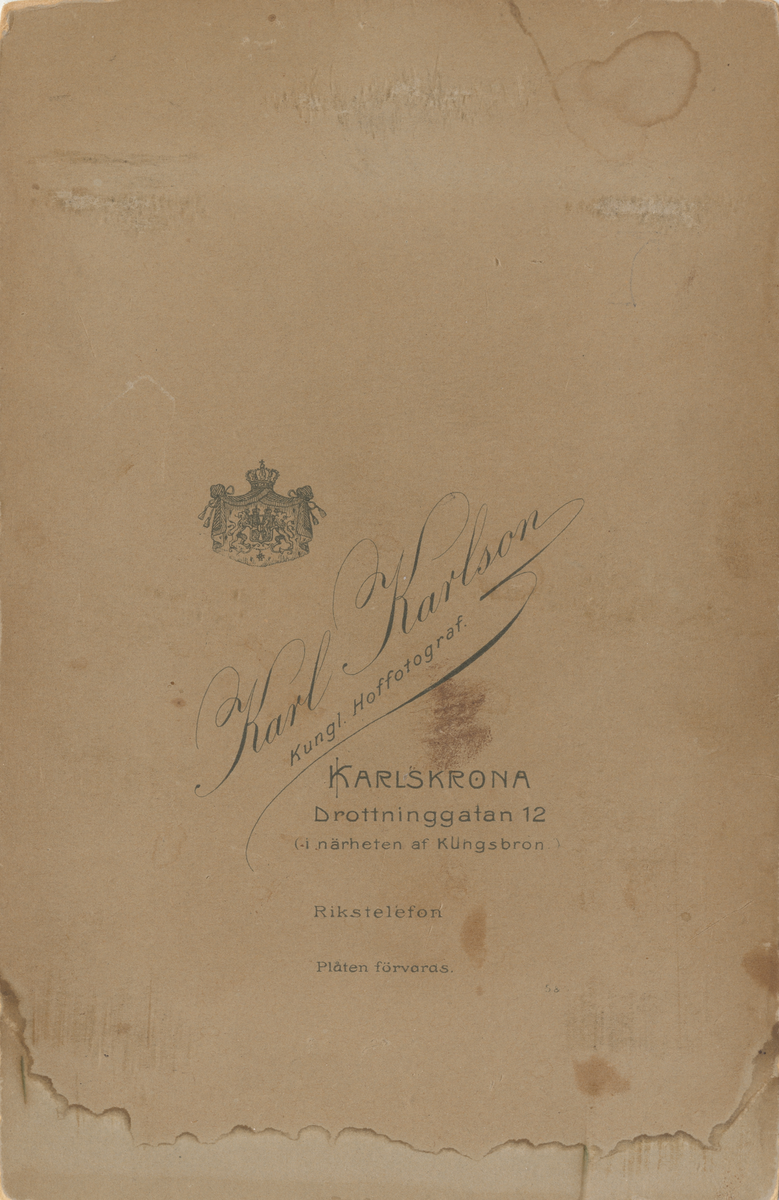 Karl Karlson
Kungl. Hoffotograf.
KARLSKRONA
Drottninggatan 12
(i närheten af Kungsbron)
Rikstelefon
Plåten förvaras.